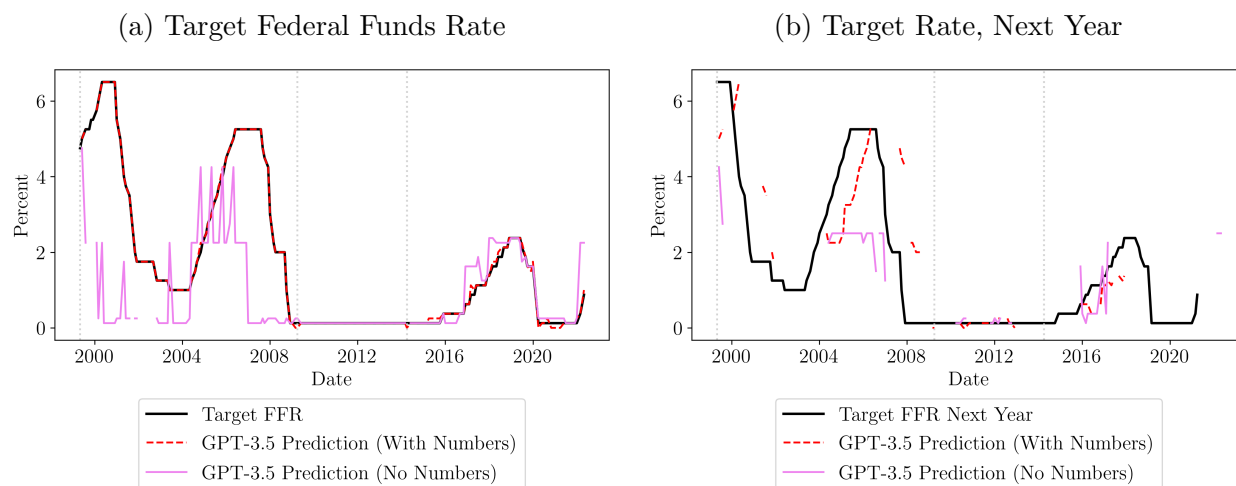 (a) Target Federal Funds Rate
6
4
2
0
Percent
2000 2004 2008 2012 2016 2020
Date
Target FFR
GPT-3.5 Prediction (With Numbers)
GPT-3.5 Prediction (No Numbers)
(b) Target Rate, Next Year
6
4
2
0
Percent
2000 2004 2008 2012 2016 2020
Date
Target FFR Next Year
GPT-3.5 Prediction (With Numbers)
GPT-3.5 Prediction (No Numbers)